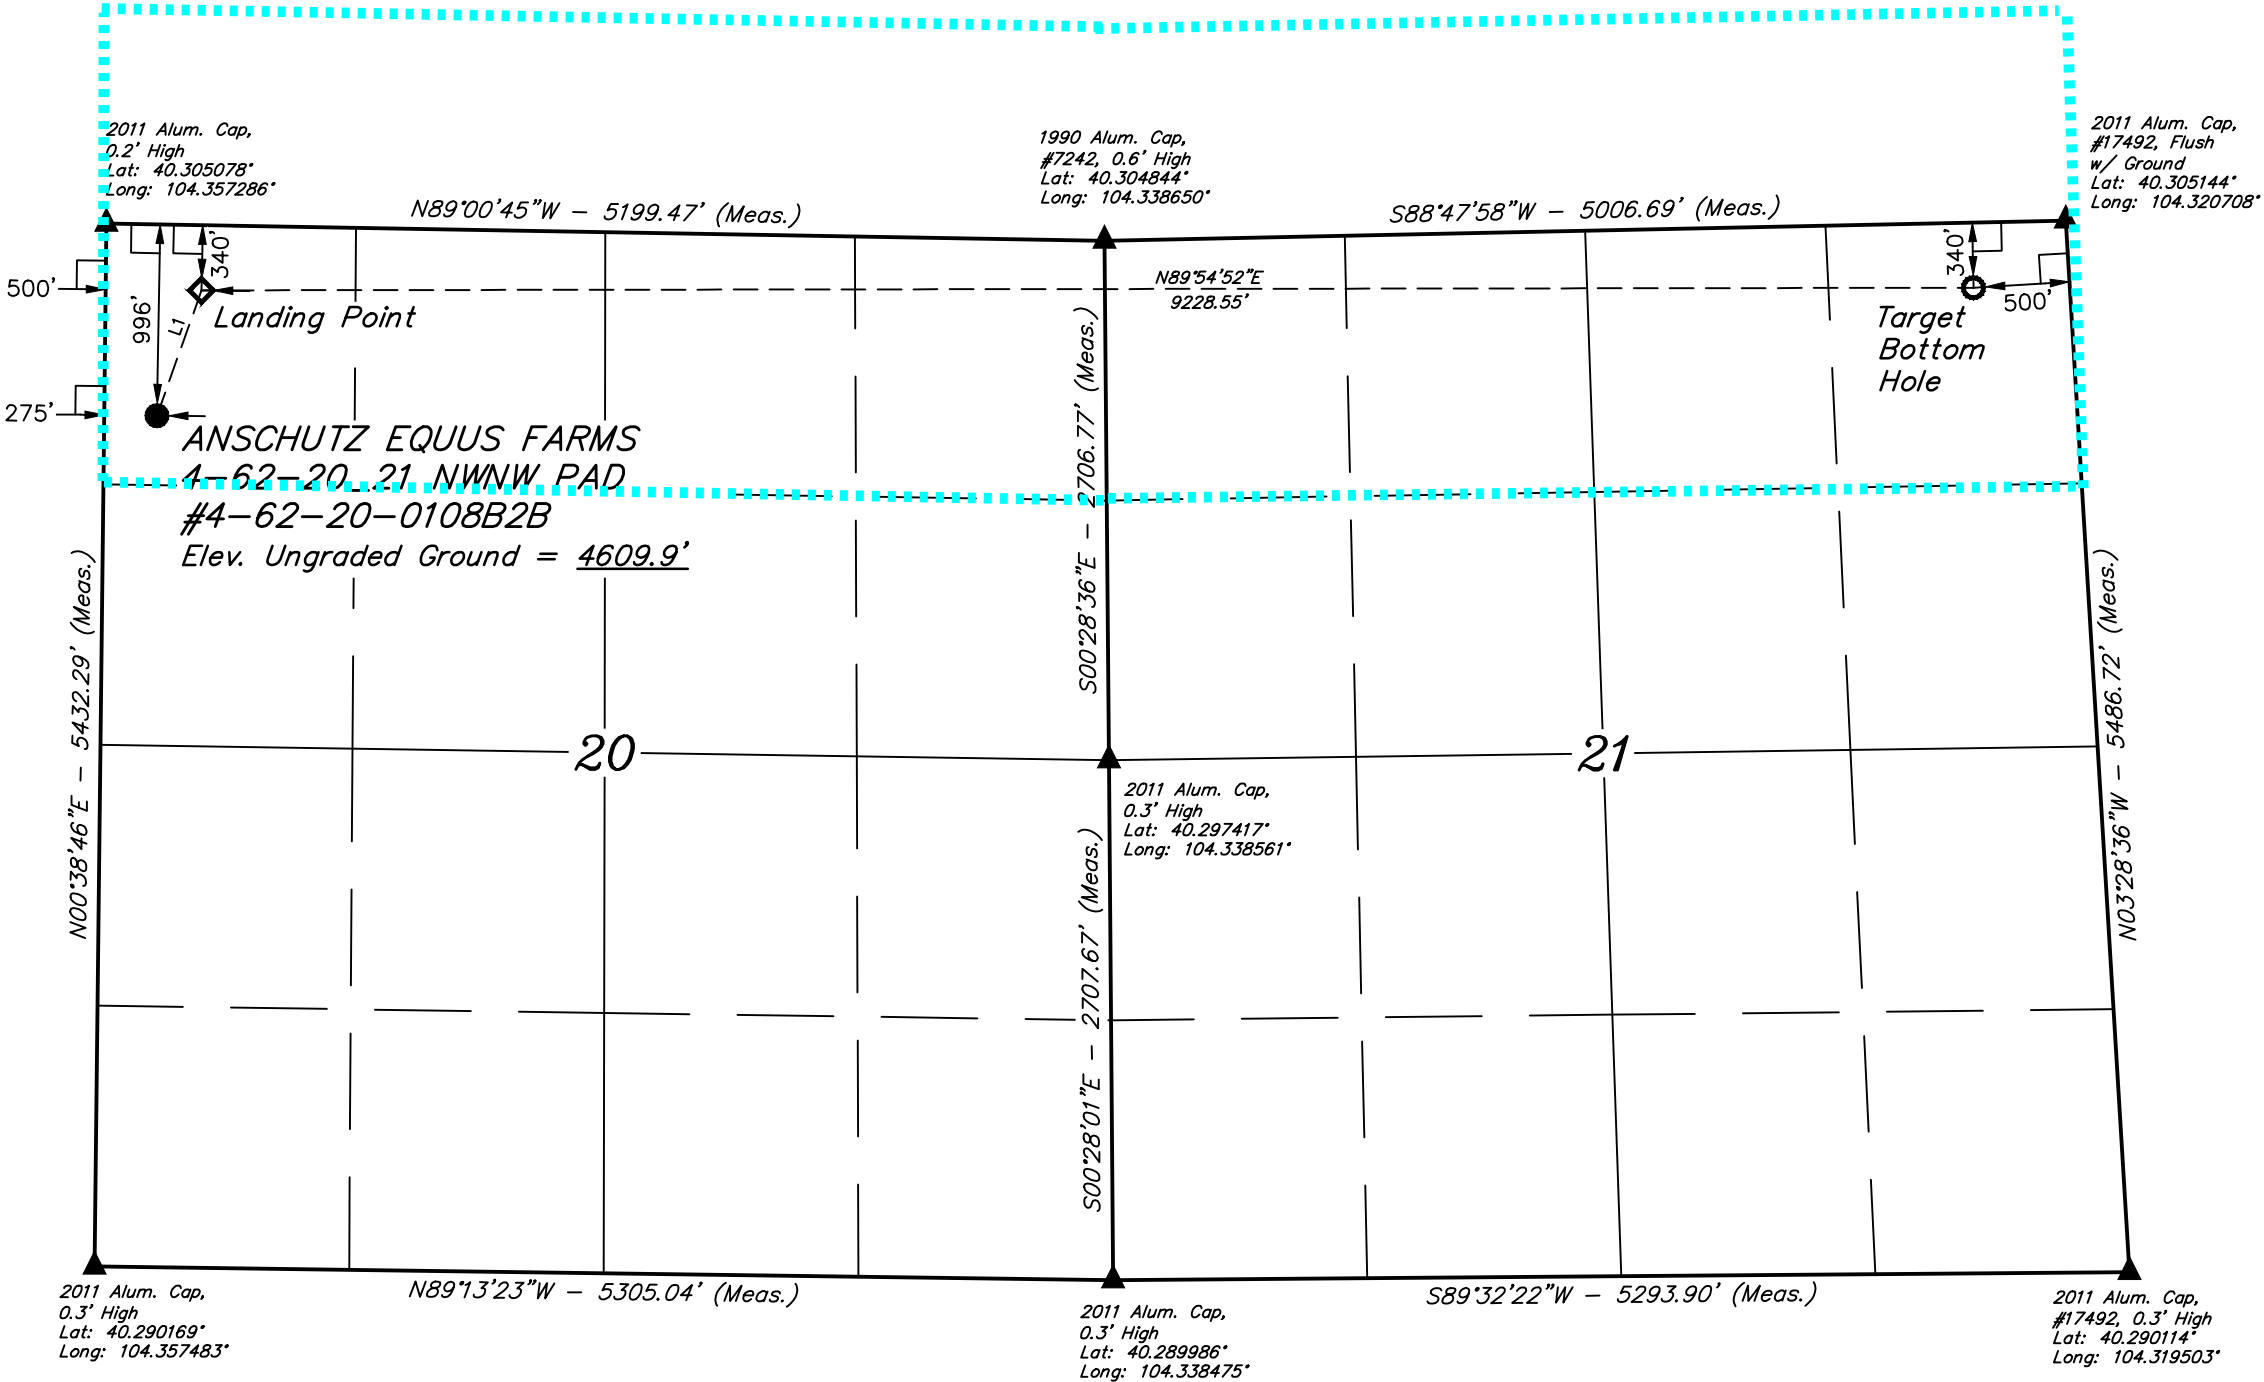 2011 Alum. Cap,
0.2' High
Lat: 40.305078°
Long: 104.357286°
1990 Alum. Cap,
#7242, 0.6' High
Lat: 40.304844°
Long: 104.338650°
2011 Alum. Cap,
#17492, Flush
w/ Ground
Lat: 40.305144°
Long: 104.320708°
N89°00'45"W - 5199.47' (Meas.)
S88°47'58"W - 5006.69' (Meas.)
340'
340'
500'
996'
L1
Landing Point
N89°54'52"E
9228.55'
500'
Target
Bottom
Hole
275'
ANSCHUTZ EQUUS FARMS
4-62-20_21 NWNW PAD
#4-62-20-0108B2B
Elev. Ungraded Ground = 4609.9'
S00°28'36"E - 2706.77' (Meas.)
N00°38'46"E - 5432.29' (Meas.)
N03°28'36"W - 5486.72' (Meas.)
20
21
2011 Alum. Cap,
0.3' High
Lat: 40.297417°
Long: 104.338561°
S00°28'01"E - 2707.67' (Meas.)
N89°13'23"W - 5305.04' (Meas.)
S89°32'22"W - 5293.90' (Meas.)
2011 Alum. Cap,
0.3' High
Lat: 40.290169°
Long: 104.357483°
2011 Alum. Cap,
0.3' High
Lat: 40.289986°
Long: 104.338475°
2011 Alum. Cap,
#17492, 0.3' High
Lat: 40.290114°
Long: 104.319503°